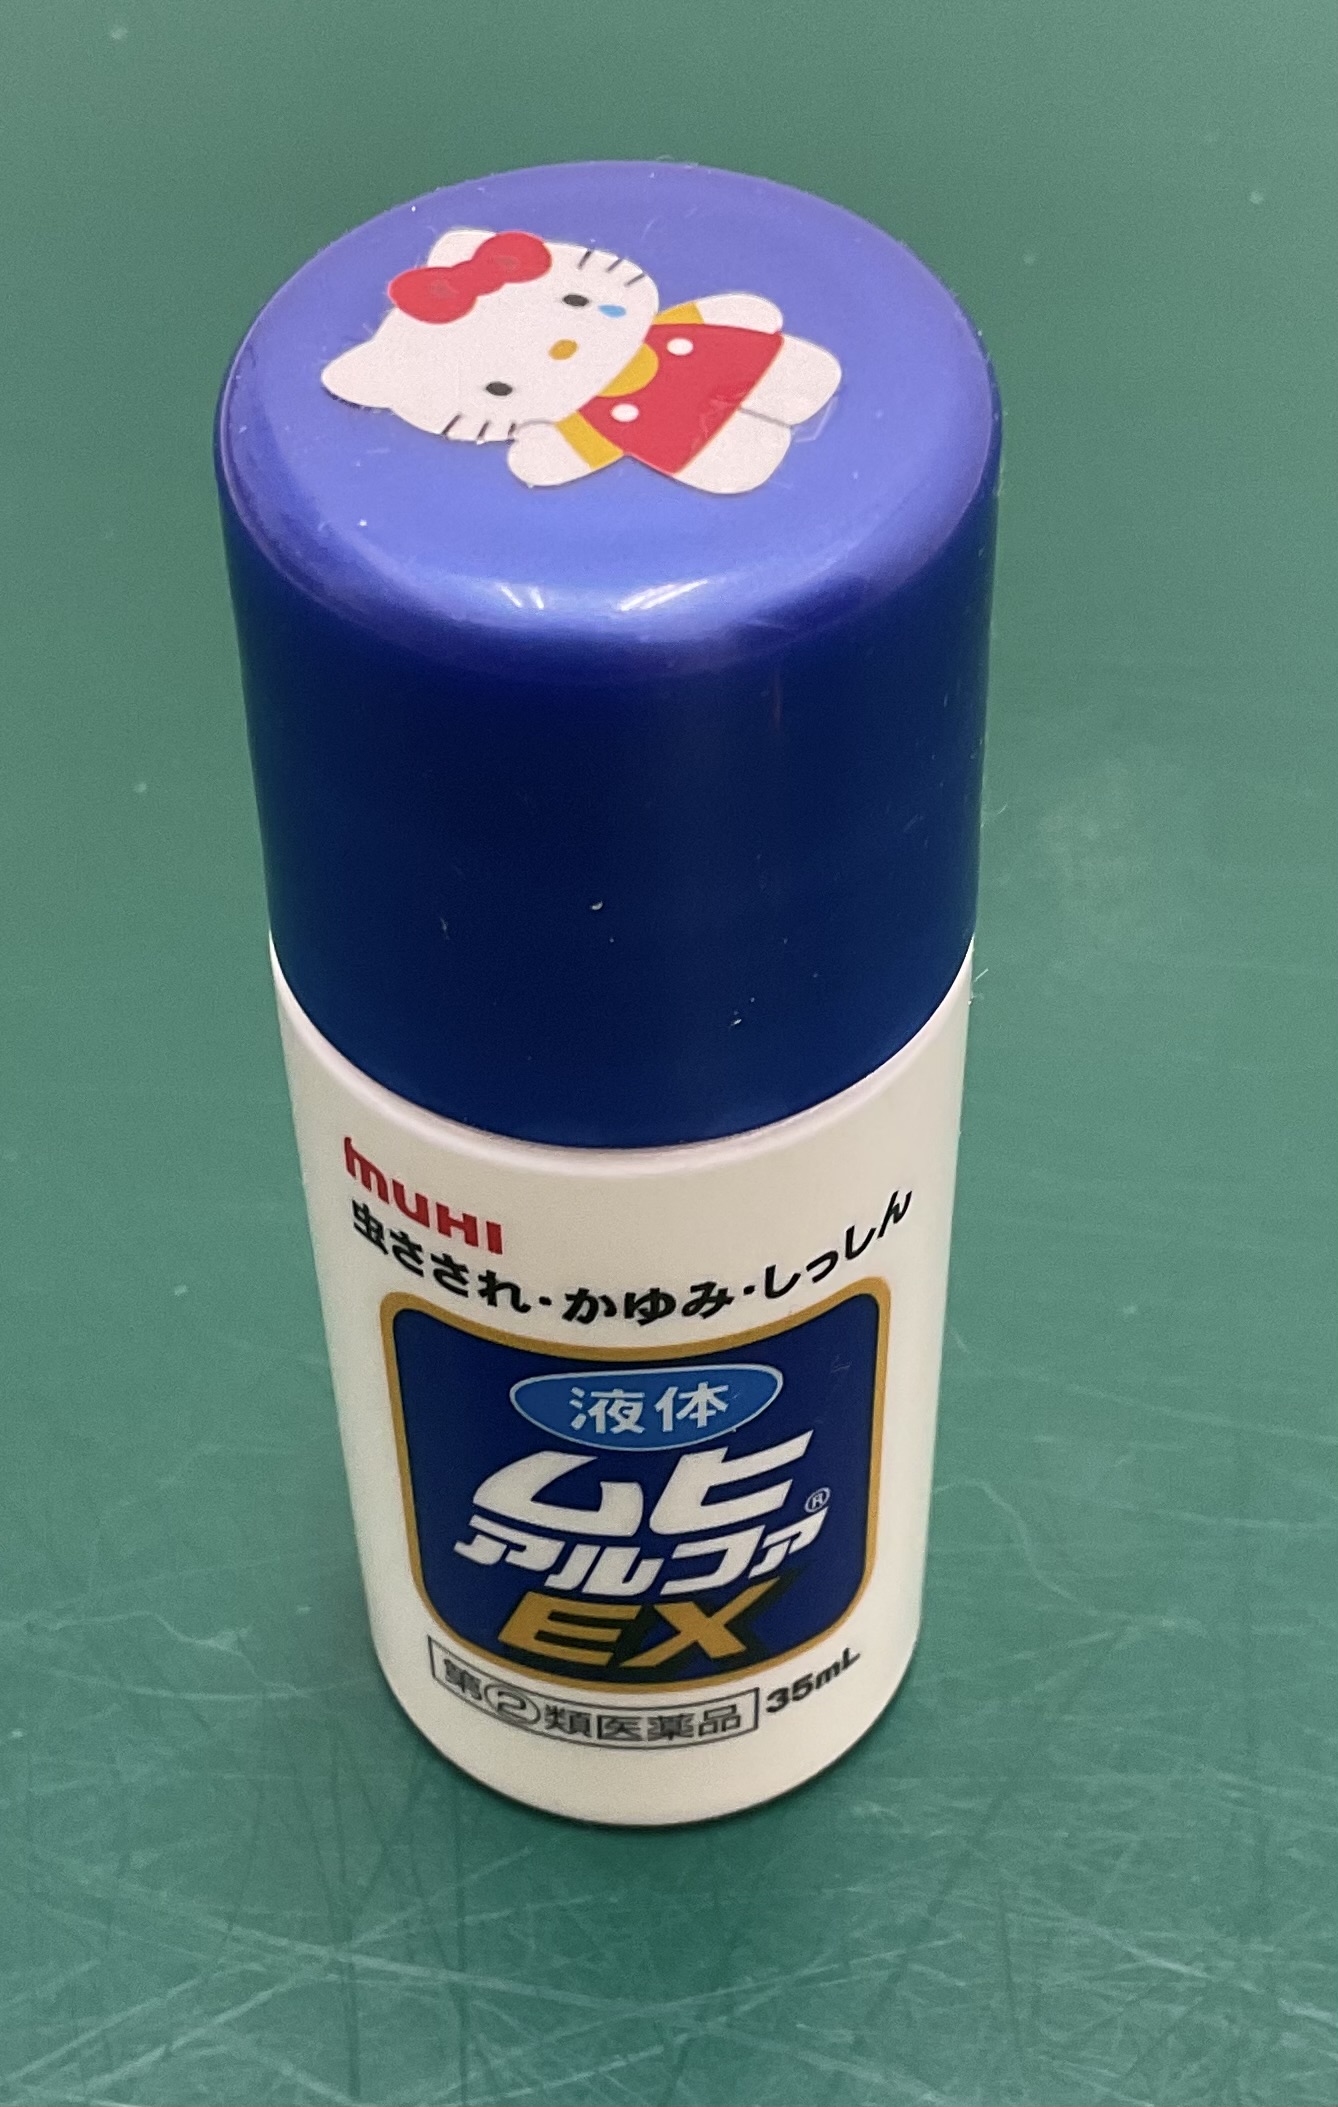 muHI
虫さされ・かゆみ・しっしん
液体
ムヒ
アルファ®
EX
第②類医薬品 35mL